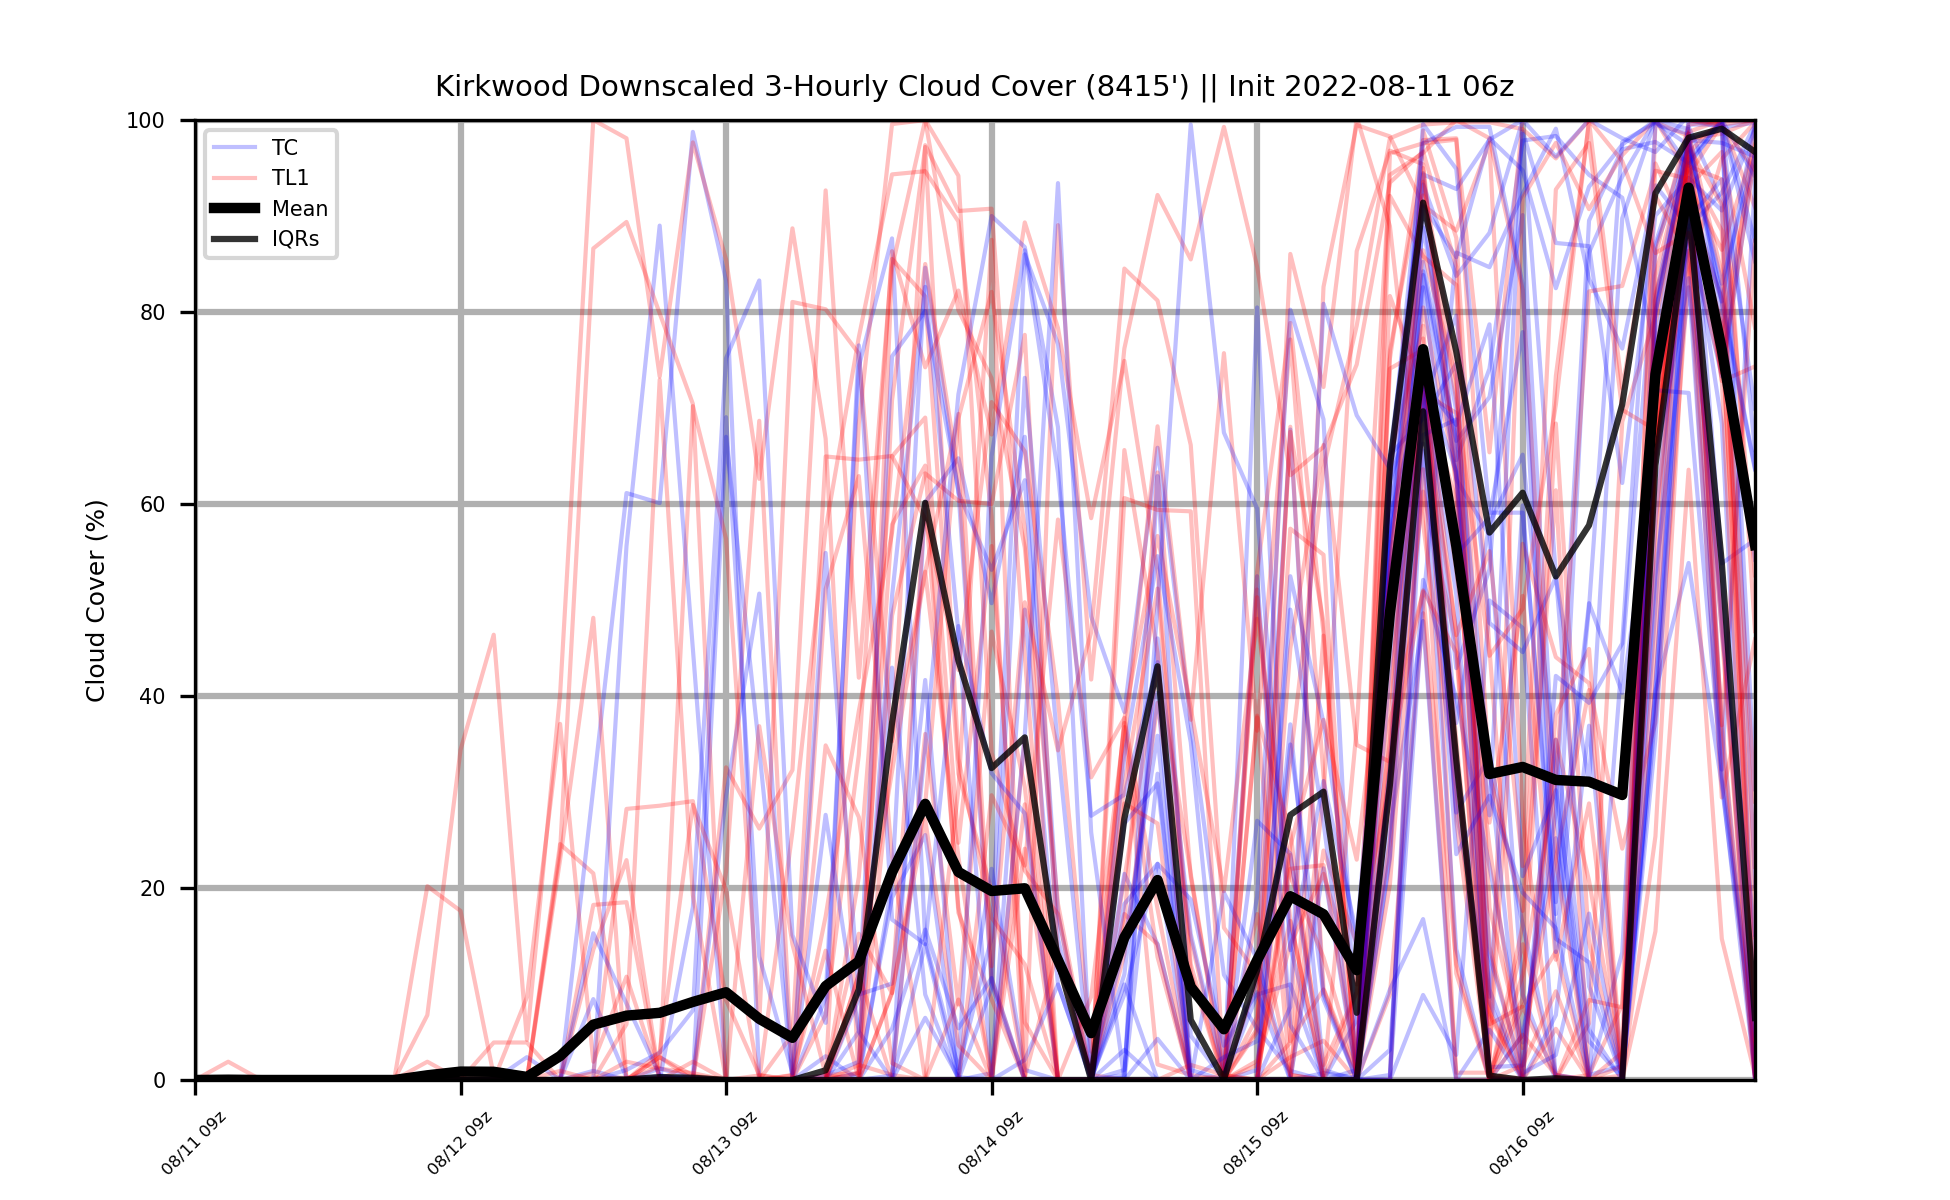 Kirkwood Downscaled 3-Hourly Cloud Cover (8415') || Init 2022-08-11 06z
100
80
60
40
20
0
Cloud Cover (%)
TC
TL1
Mean
IQRs
08/11 09z
08/12 09z
08/13 09z
08/14 09z
08/15 09z
08/16 09z